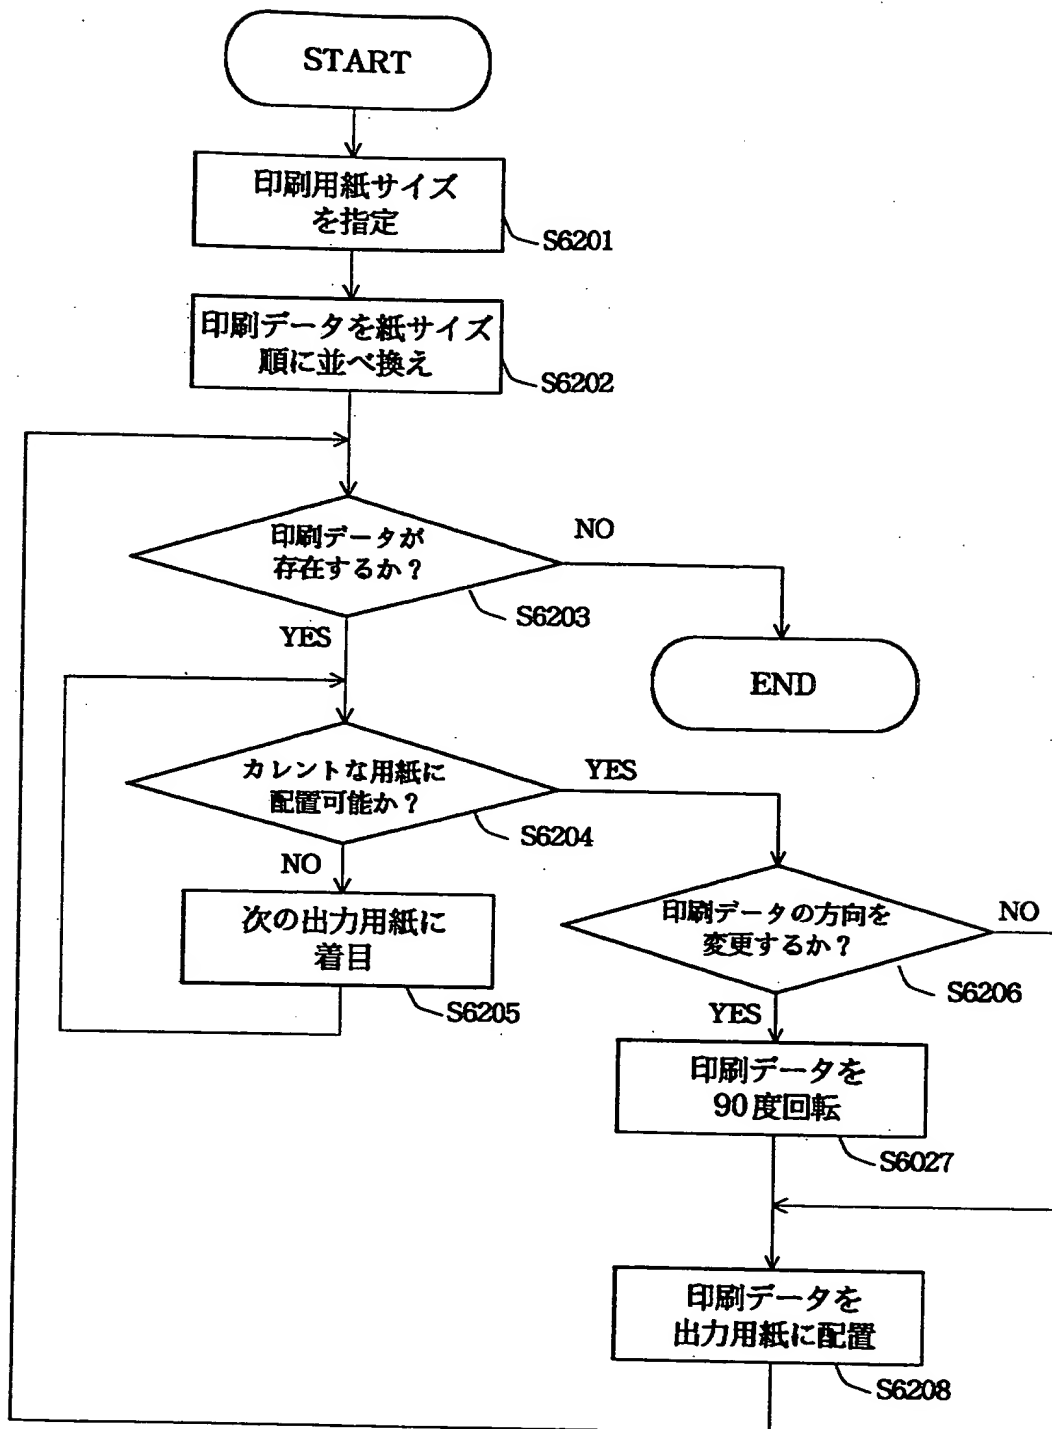 START
印刷用紙サイズ
を指定
S6201
印刷データを紙サイズ
順に並べ換え
S6202
印刷データが
存在するか？
NO
S6203
YES
END
カレントな用紙に
配置可能か？
YES
S6204
NO
次の出力用紙に
着目
S6205
印刷データの方向を
変更するか？
NO
S6206
YES
印刷データを
90度回転
S6027
印刷データを
出力用紙に配置
S6208